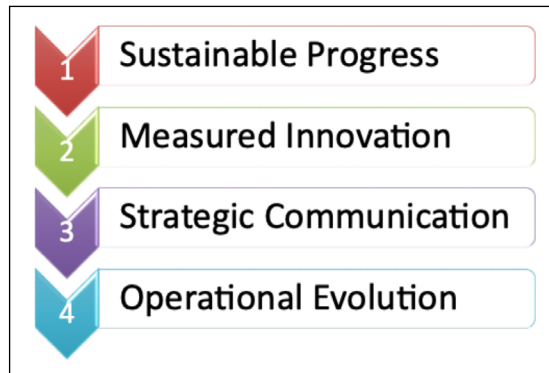 1 Sustainable Progress
2 Measured Innovation
3 Strategic Communication
4 Operational Evolution